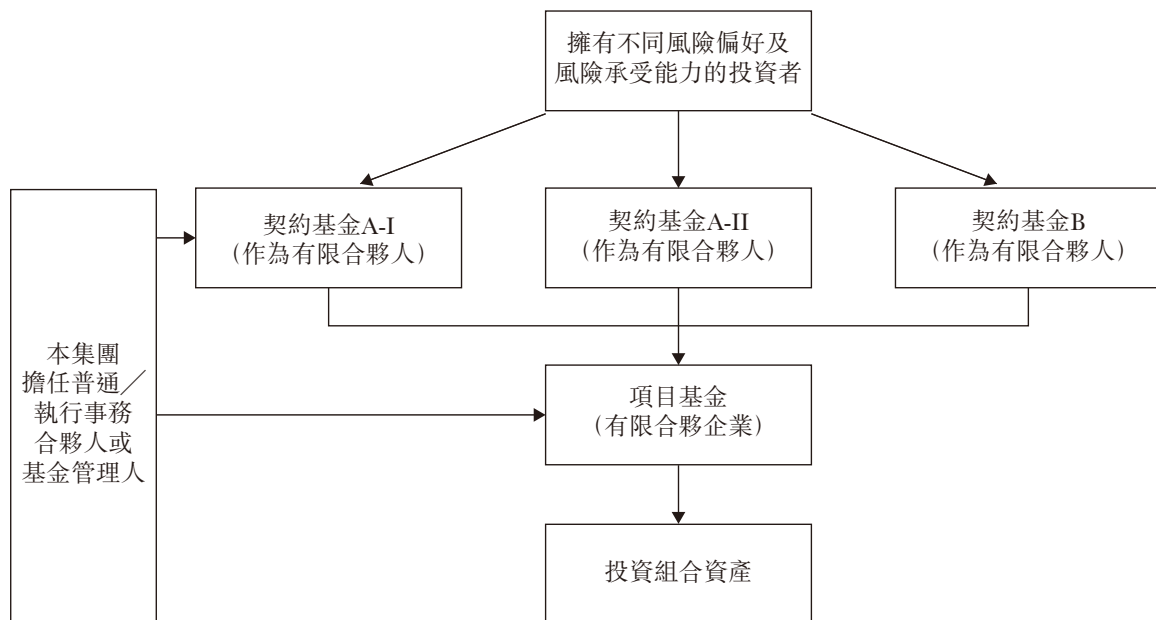 擁有不同風險偏好及
風險承受能力的投資者
契約基金A-I
(作為有限合夥人)
契約基金A-II
(作為有限合夥人)
契約基金B
(作為有限合夥人)
本集團
擔任普通╱
執行事務
合夥人或
基金管理人
項目基金
(有限合夥企業)
投資組合資產